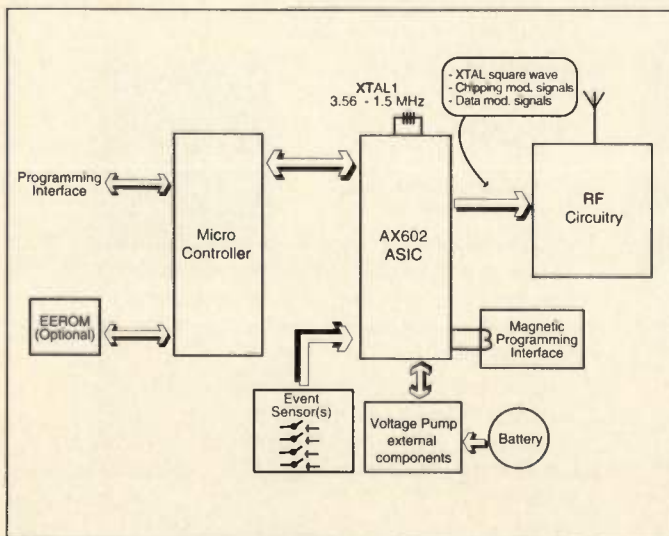 XTAL1
3.56 - 1.5 MHz
- XTAL square wave
- Chipping mod. signals
- Data mod. signals
Programming
Interface
Micro
Controller
AX602
ASIC
RF
Circuitry
EEROM
(Optional)
Magnetic
Programming
Interface
Event
Sensor(s)
Voltage Pump
external
components
Battery